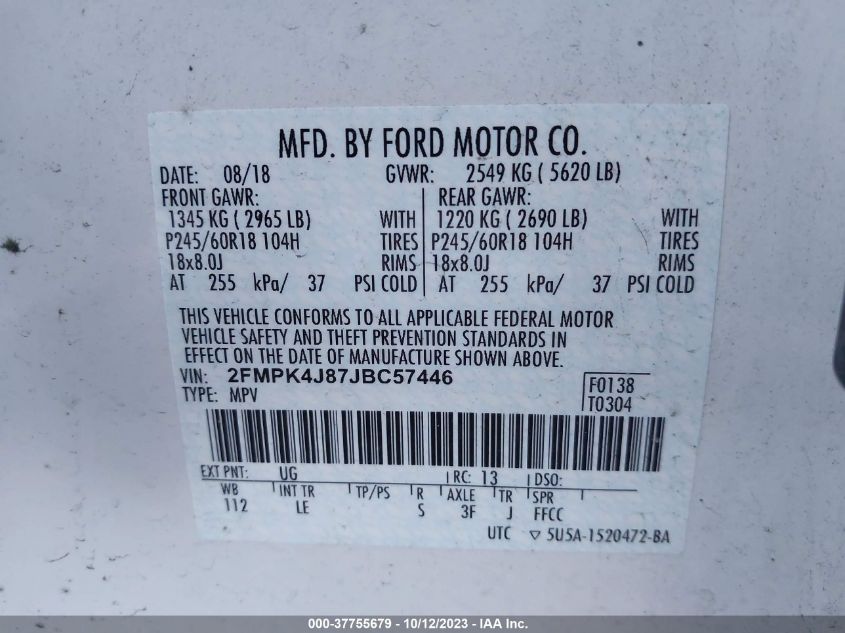 MFD. BY FORD MOTOR CO.
DATE: 08/18 GVWR: 2549 KG ( 5620 LB)
FRONT GAWR: REAR GAWR:
1345 KG ( 2965 LB) WITH 1220 KG ( 2690 LB) WITH
P245/60R18 104H TIRES P245/60R18 104H TIRES
18x8.0J RIMS 18x8.0J RIMS
AT 255 kPa/ 37 PSI COLD AT 255 kPa/ 37 PSI COLD
THIS VEHICLE CONFORMS TO ALL APPLICABLE FEDERAL MOTOR
VEHICLE SAFETY AND THEFT PREVENTION STANDARDS IN
EFFECT ON THE DATE OF MANUFACTURE SHOWN ABOVE.
VIN: 2FMPK4J87JBC57446 F0138
TYPE: MPV T0304
EXT PNT: UG RC: 13 DSO:
WB INT TR TP/PS R AXLE TR SPR
112 LE S 3F J FFCC
UTC ▽ 5U5A-1520472-BA
000-37755679 - 10/12/2023 - IAA Inc.